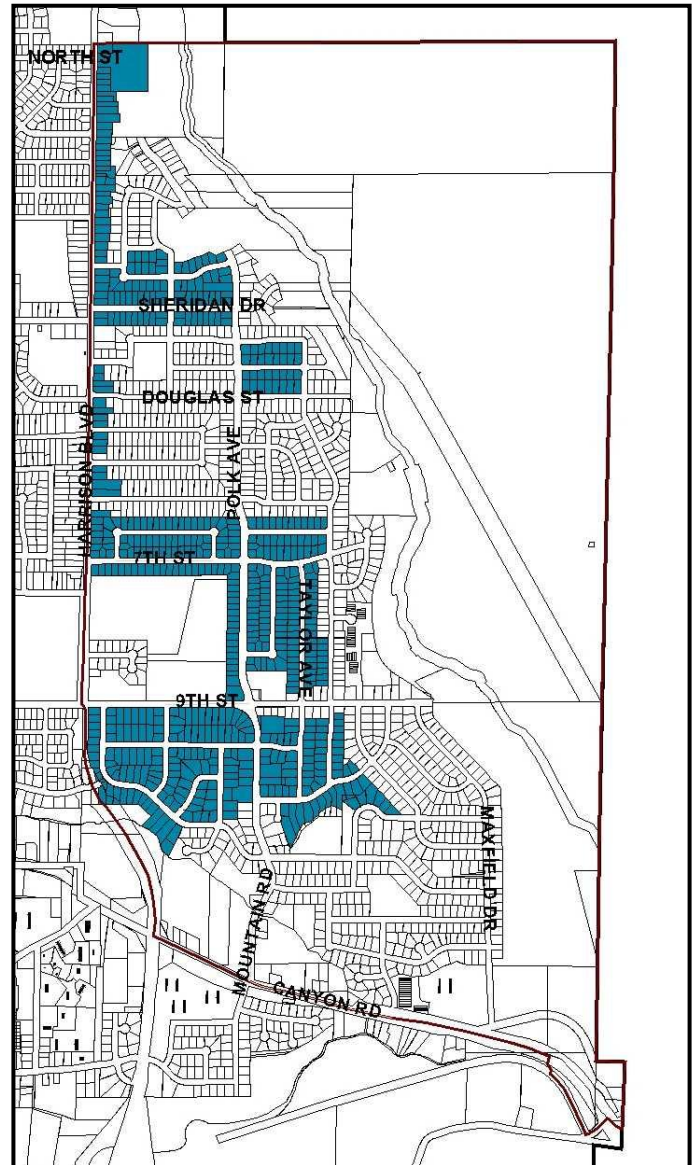 NORTH ST
SHERIDAN DR
DOUGLAS ST
HARRISON BLVD
POLK AVE
7TH ST
TAYLOR AVE
9TH ST
MAXFIELD DR
MOUNTAIN RD
CANYON RD